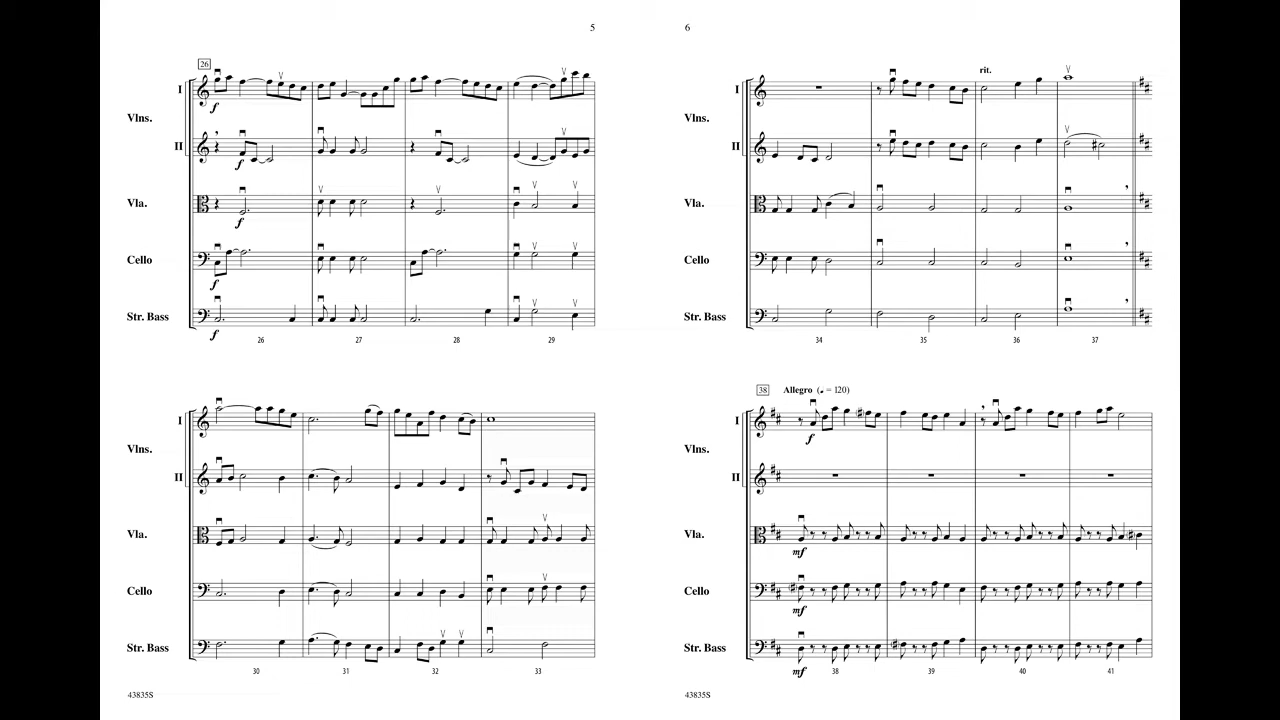 5
26
I
f
Vlns.
II
f
Vla.
f
Cello
f
Str. Bass
f
26 27 28 29
I
Vlns.
II
Vla.
Cello
Str. Bass
30 31 32 33
43835S
6
rit.
I
Vlns.
II
Vla.
Cello
Str. Bass
34 35 36 37
38 Allegro (♩ = 120)
I
f
Vlns.
II
Vla.
mf
Cello
mf
Str. Bass
mf
38 39 40 41
43835S